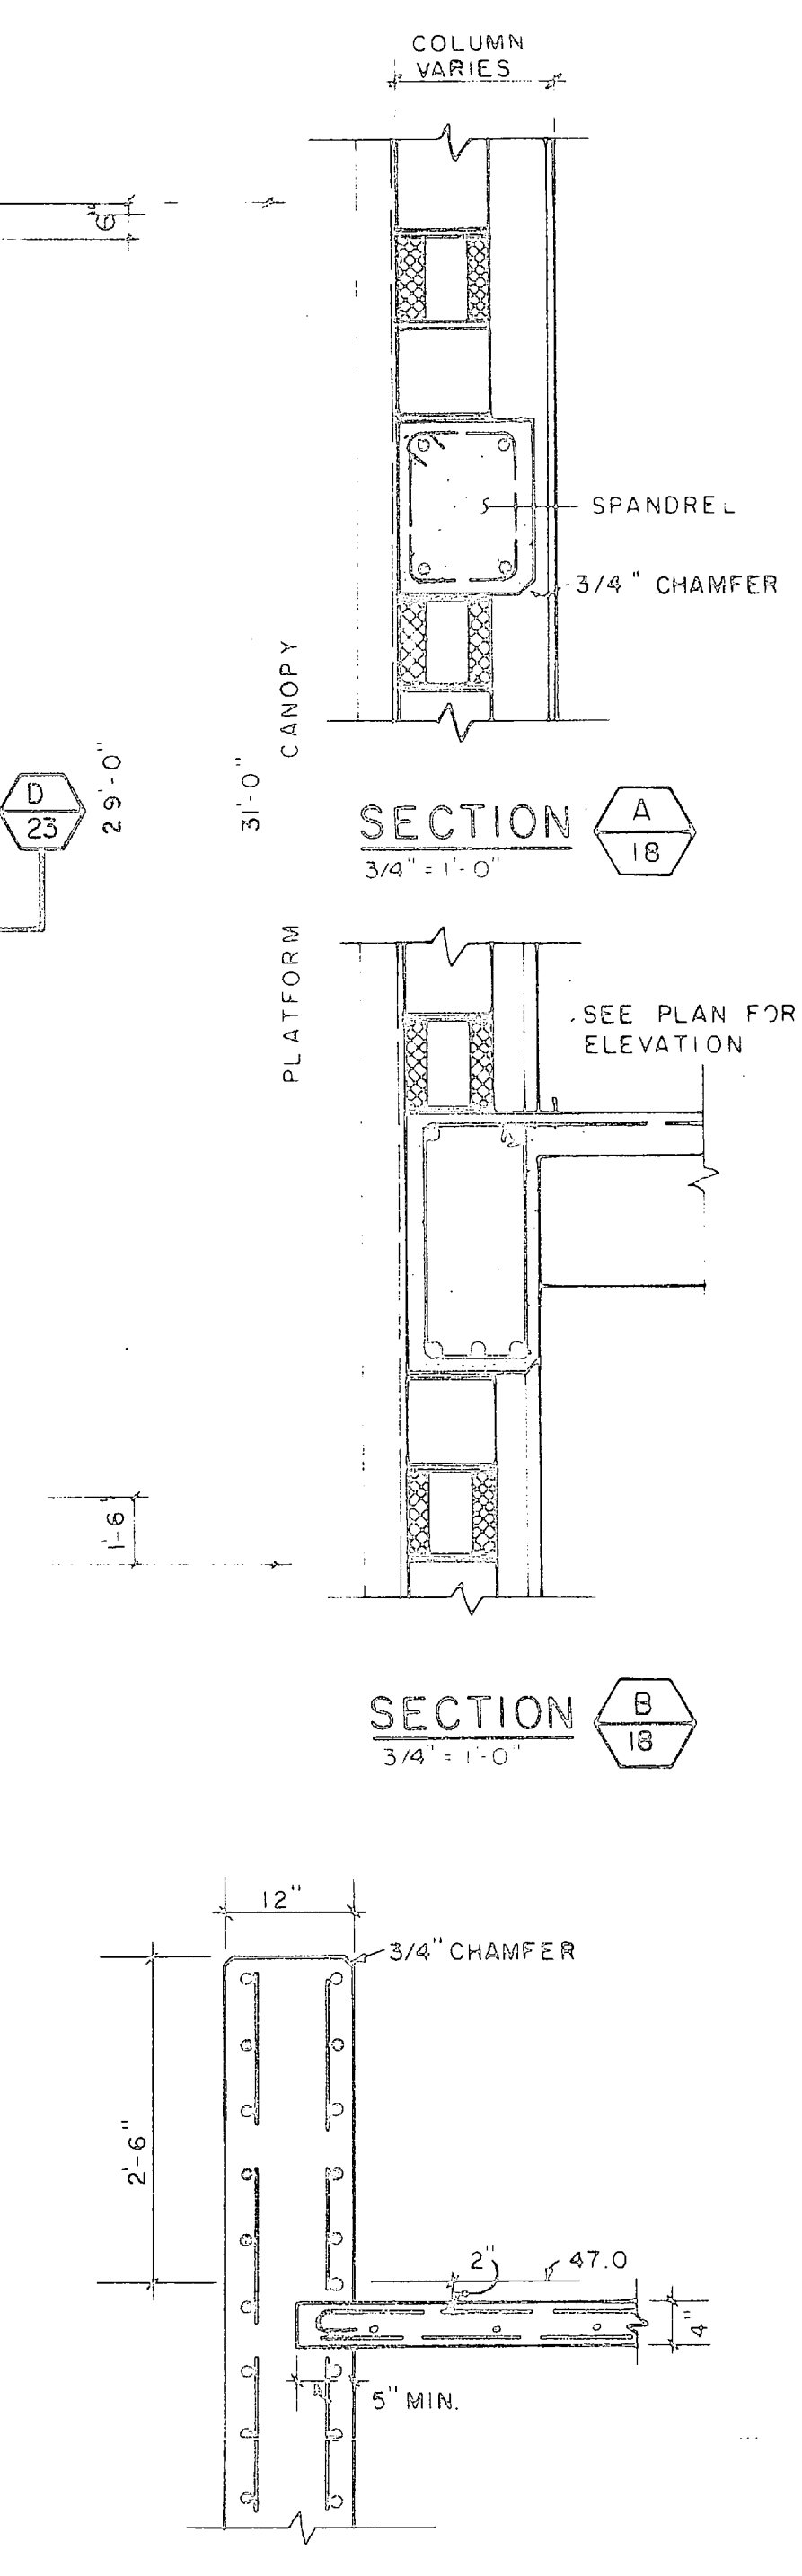 COLUMN
VARIES
6"
SPANDREL
3/4" CHAMFER
CANOPY
29'-0"
31'-0"
D
23
SECTION
A
18
3/4" = 1'-0"
PLATFORM
SEE PLAN FOR
ELEVATION
1'-6"
SECTION
B
18
3/4" = 1'-0"
12"
3/4" CHAMFER
2'-6"
2"
47.0
4"
5" MIN.